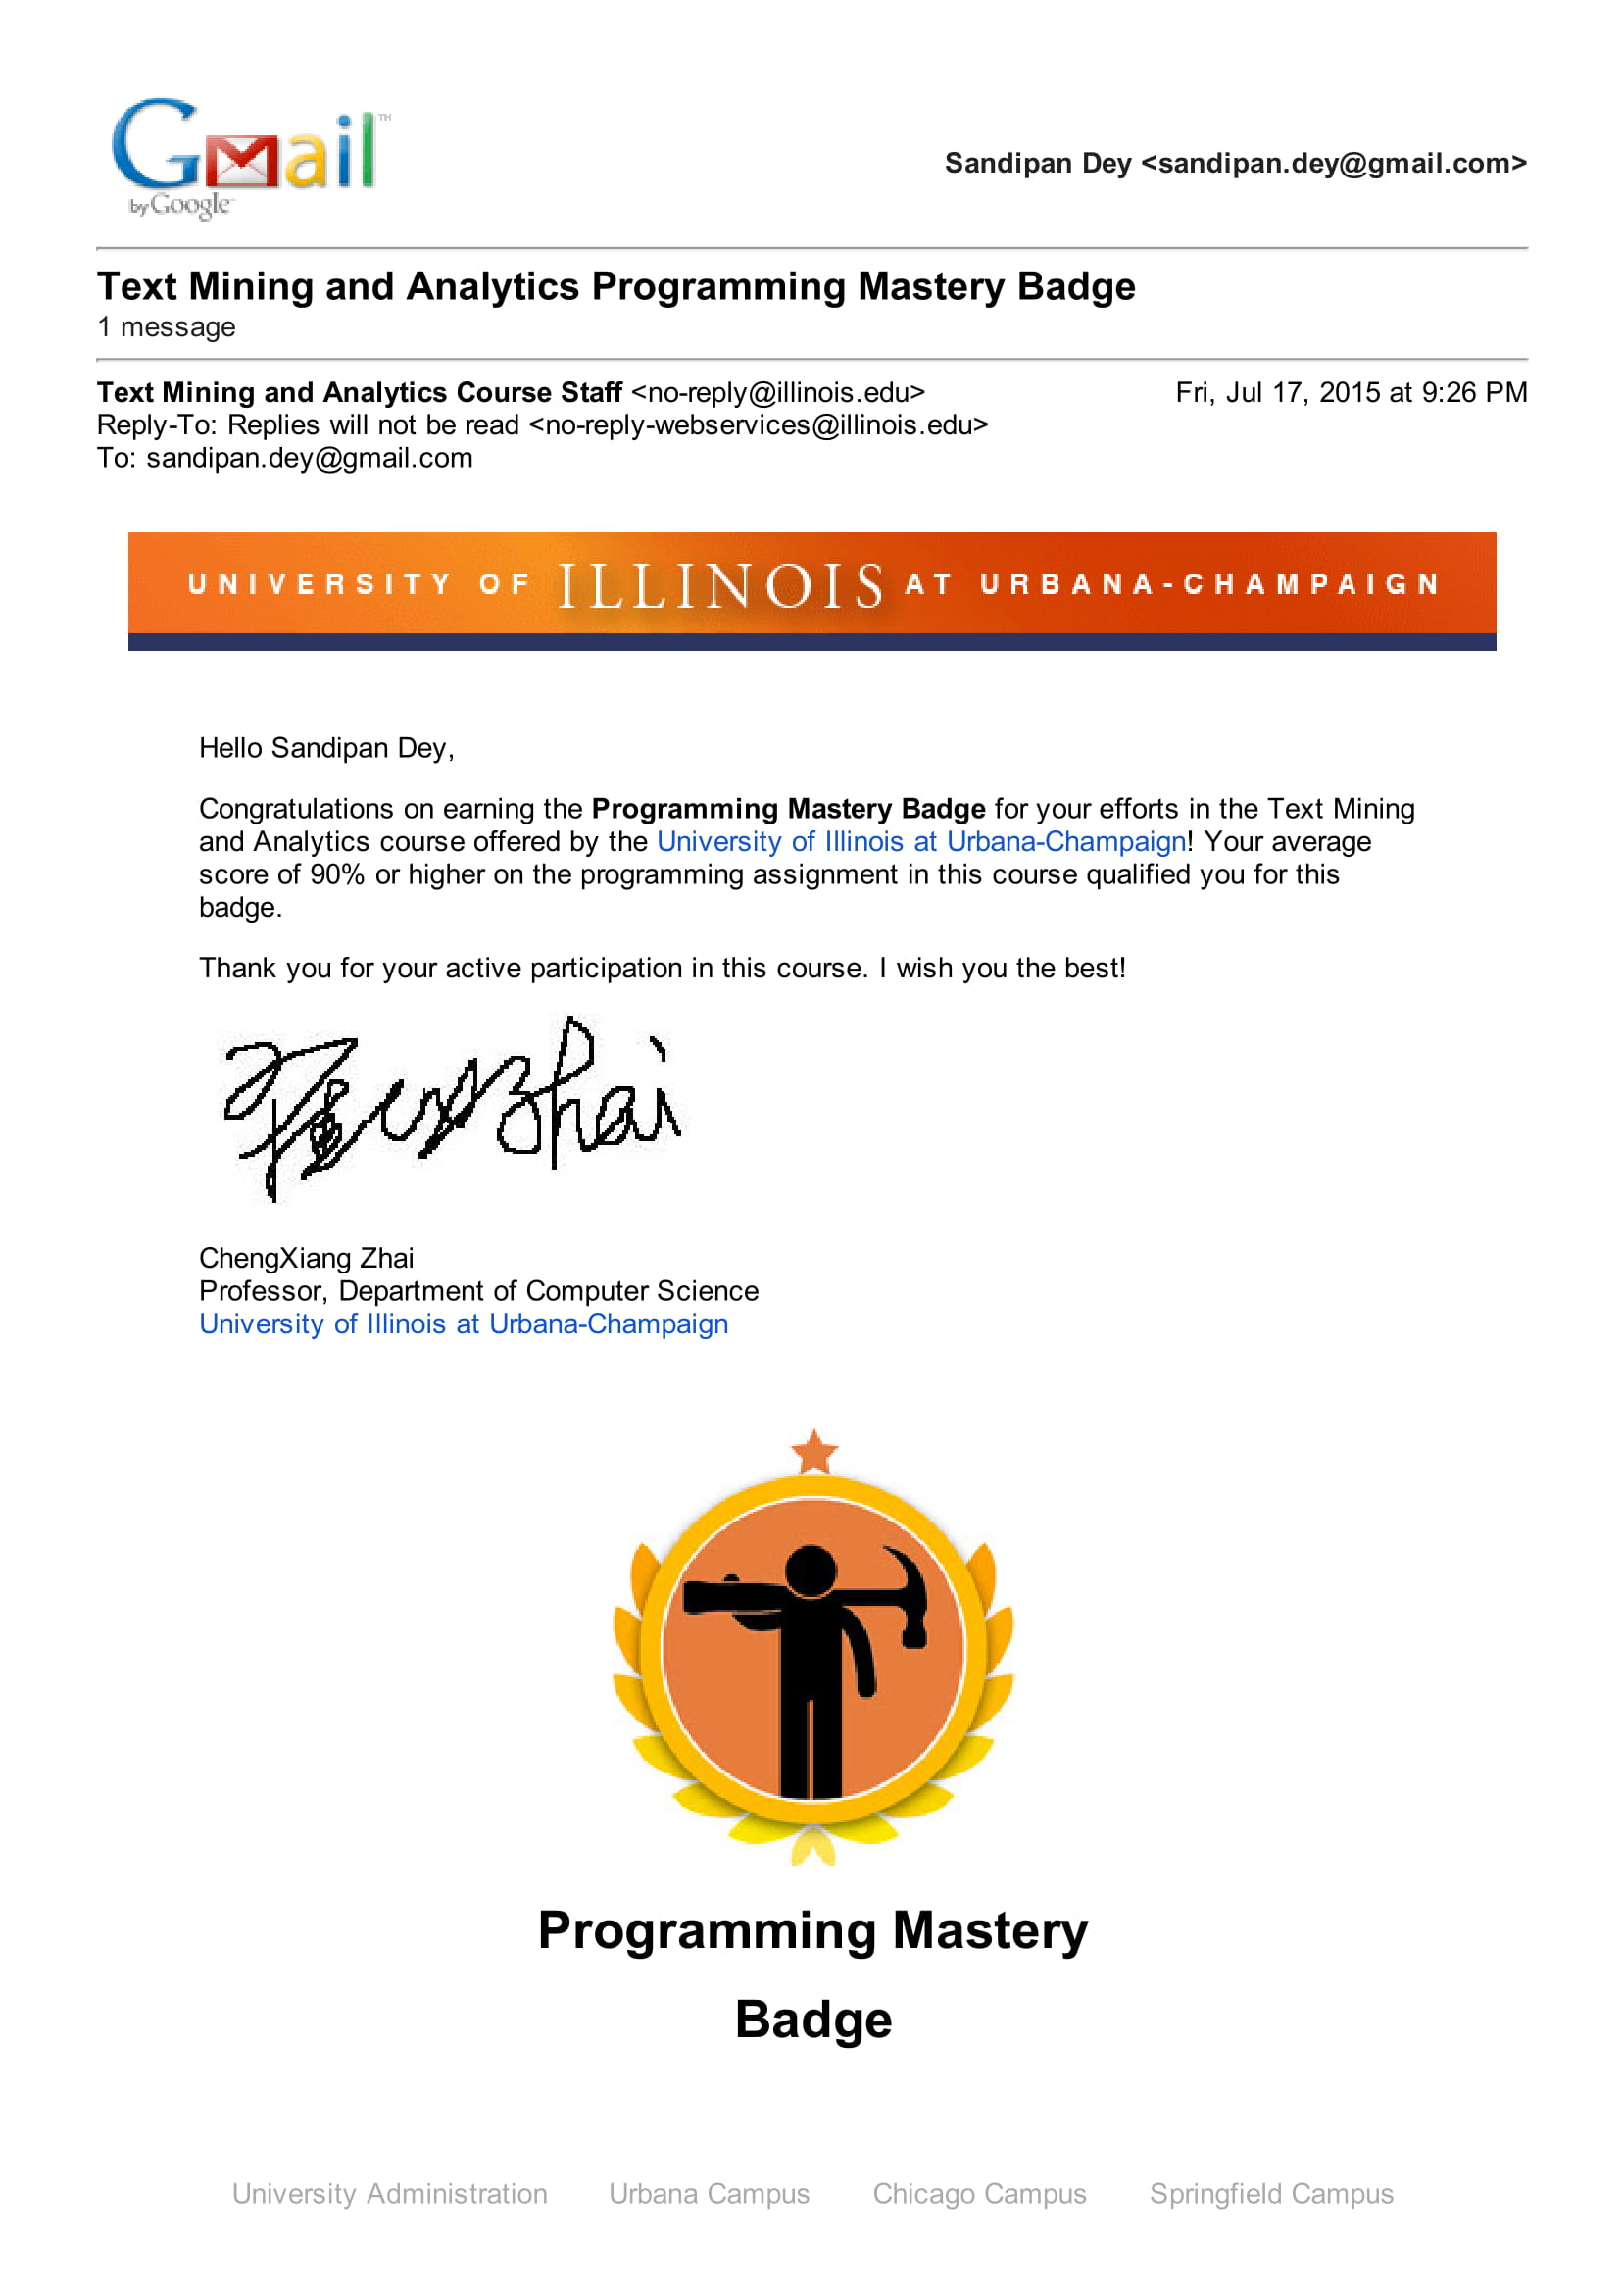 Gmail™
by Google
Sandipan Dey <sandipan.dey@gmail.com>
Text Mining and Analytics Programming Mastery Badge
1 message
Text Mining and Analytics Course Staff <no-reply@illinois.edu> Fri, Jul 17, 2015 at 9:26 PM
Reply-To: Replies will not be read <no-reply-webservices@illinois.edu>
To: sandipan.dey@gmail.com
UNIVERSITY OF ILLINOIS AT URBANA-CHAMPAIGN
Hello Sandipan Dey,
Congratulations on earning the Programming Mastery Badge for your efforts in the Text Mining
and Analytics course offered by the University of Illinois at Urbana-Champaign! Your average
score of 90% or higher on the programming assignment in this course qualified you for this
badge.
Thank you for your active participation in this course. I wish you the best!
Zhai
ChengXiang Zhai
Professor, Department of Computer Science
University of Illinois at Urbana-Champaign
Programming Mastery
Badge
University Administration Urbana Campus Chicago Campus Springfield Campus